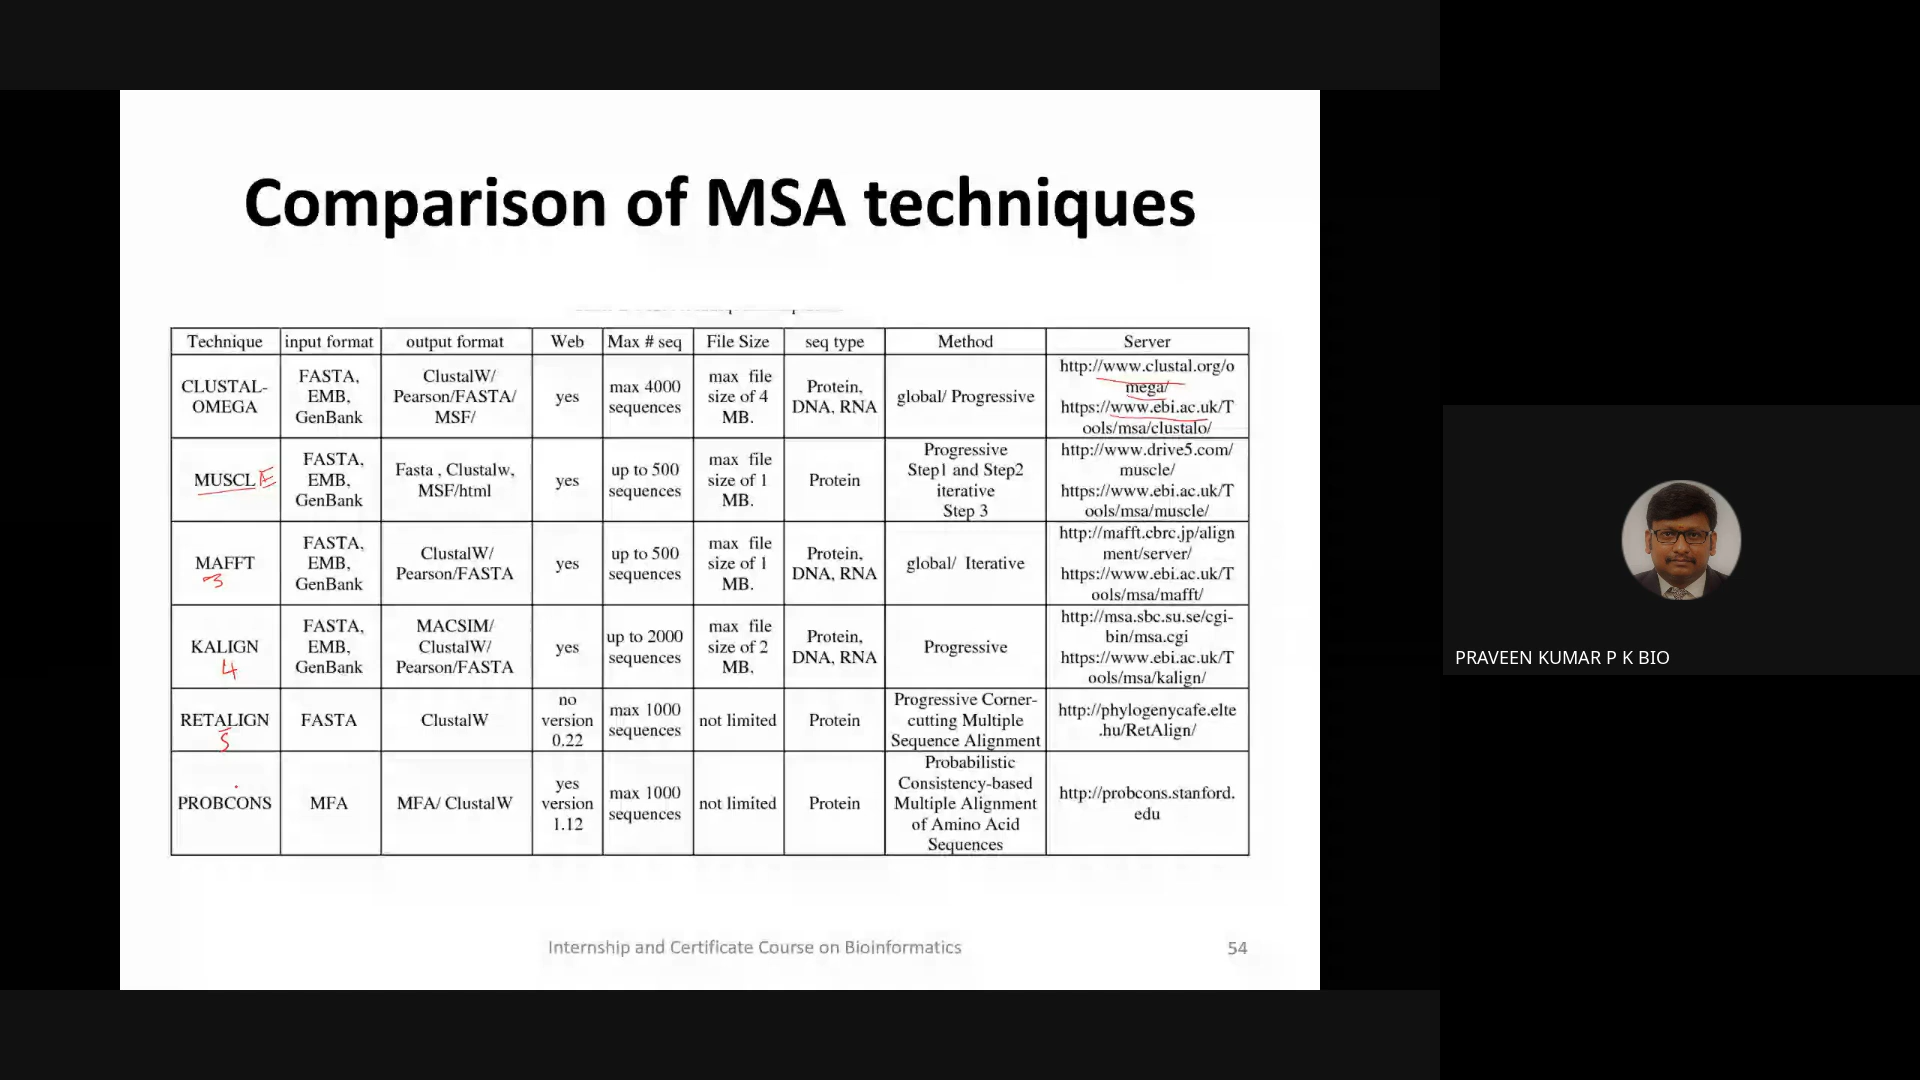 Comparison of MSA techniques
Technique input format output format Web Max # seq File Size seq type Method Server
CLUSTAL-
OMEGA
FASTA,
EMB,
GenBank
ClustalW/
Pearson/FASTA/
MSF/
yes
max 4000
sequences
max file
size of 4
MB.
Protein,
DNA, RNA
global/ Progressive
http://www.clustal.org/o
mega/
https://www.ebi.ac.uk/T
ools/msa/clustalo/
MUSCLE
FASTA,
EMB,
GenBank
Fasta , Clustalw,
MSF/html
yes
up to 500
sequences
max file
size of 1
MB.
Protein
Progressive
Step1 and Step2
iterative
Step 3
http://www.drive5.com/
muscle/
https://www.ebi.ac.uk/T
ools/msa/muscle/
MAFFT
3
FASTA,
EMB,
GenBank
ClustalW/
Pearson/FASTA
yes
up to 500
sequences
max file
size of 1
MB.
Protein,
DNA, RNA
global/ Iterative
http://mafft.cbrc.jp/align
ment/server/
https://www.ebi.ac.uk/T
ools/msa/mafft/
KALIGN
4
FASTA,
EMB,
GenBank
MACSIM/
ClustalW/
Pearson/FASTA
yes
up to 2000
sequences
max file
size of 2
MB.
Protein,
DNA, RNA
Progressive
http://msa.sbc.su.se/cgi-
bin/msa.cgi
https://www.ebi.ac.uk/T
ools/msa/kalign/
RETALIGN
5
FASTA
ClustalW
no
version
0.22
max 1000
sequences
not limited
Protein
Progressive Corner-
cutting Multiple
Sequence Alignment
http://phylogenycafe.elte
.hu/RetAlign/
PROBCONS
MFA
MFA/ ClustalW
yes
version
1.12
max 1000
sequences
not limited
Protein
Probabilistic
Consistency-based
Multiple Alignment
of Amino Acid
Sequences
http://probcons.stanford.
edu
Internship and Certificate Course on Bioinformatics
54
PRAVEEN KUMAR P K BIO